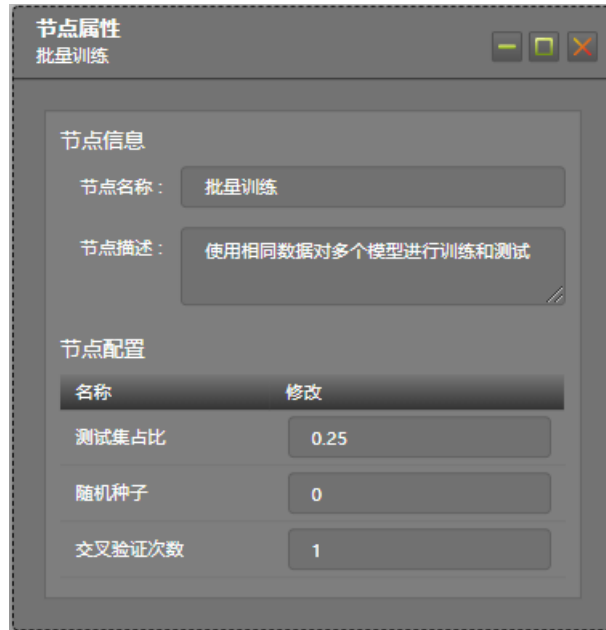 节点属性
批量训练
节点信息
节点名称： 批量训练
节点描述： 使用相同数据对多个模型进行训练和测试
节点配置
名称 修改
测试集占比 0.25
随机种子 0
交叉验证次数 1